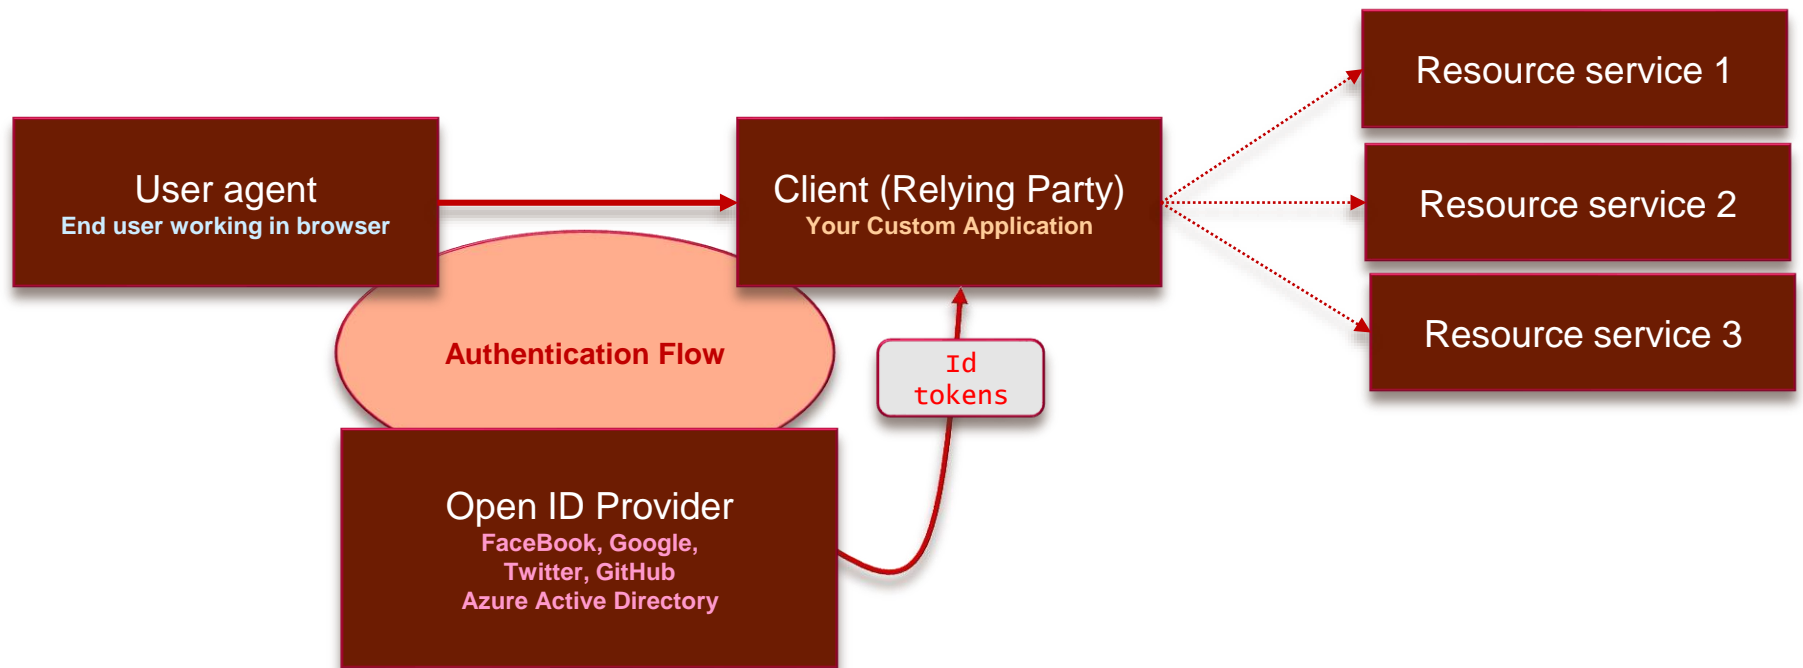 User agent
End user working in browser
Client (Relying Party)
Your Custom Application
Resource service 1
Resource service 2
Resource service 3
Authentication Flow
Id
tokens
Open ID Provider
FaceBook, Google,
Twitter, GitHub
Azure Active Directory